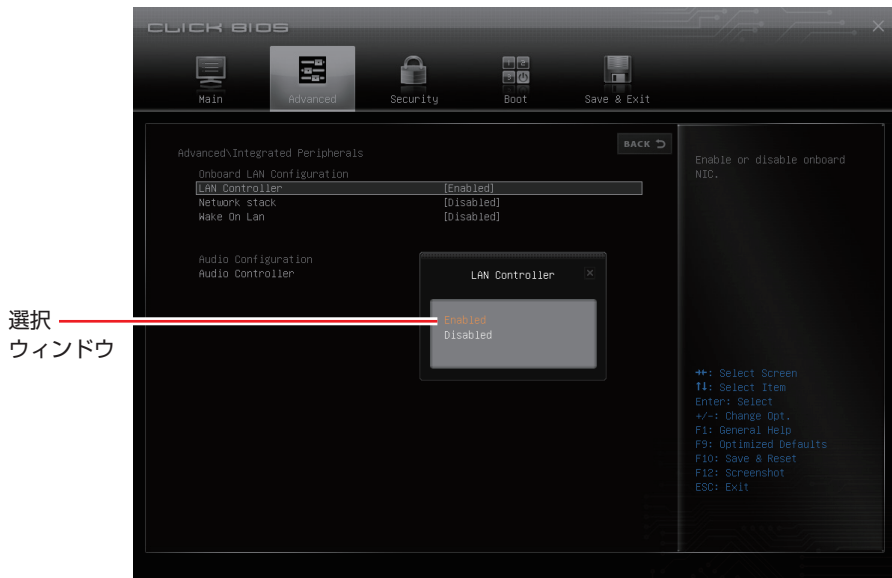 CLICK BIOS
Main
Advanced
Security
Boot
Save & Exit
BACK
Advanced\Integrated Peripherals
Onboard LAN Configuration
LAN Controller [Enabled]
Network stack [Disabled]
Wake On Lan [Disabled]
Audio Configuration
Audio Controller
LAN Controller
Enabled
Disabled
選択
ウィンドウ
Enable or disable onboard
NIC.
→←: Select Screen
↑↓: Select Item
Enter: Select
+/-: Change Opt.
F1: General Help
F9: Optimized Defaults
F10: Save & Reset
F12: Screenshot
ESC: Exit